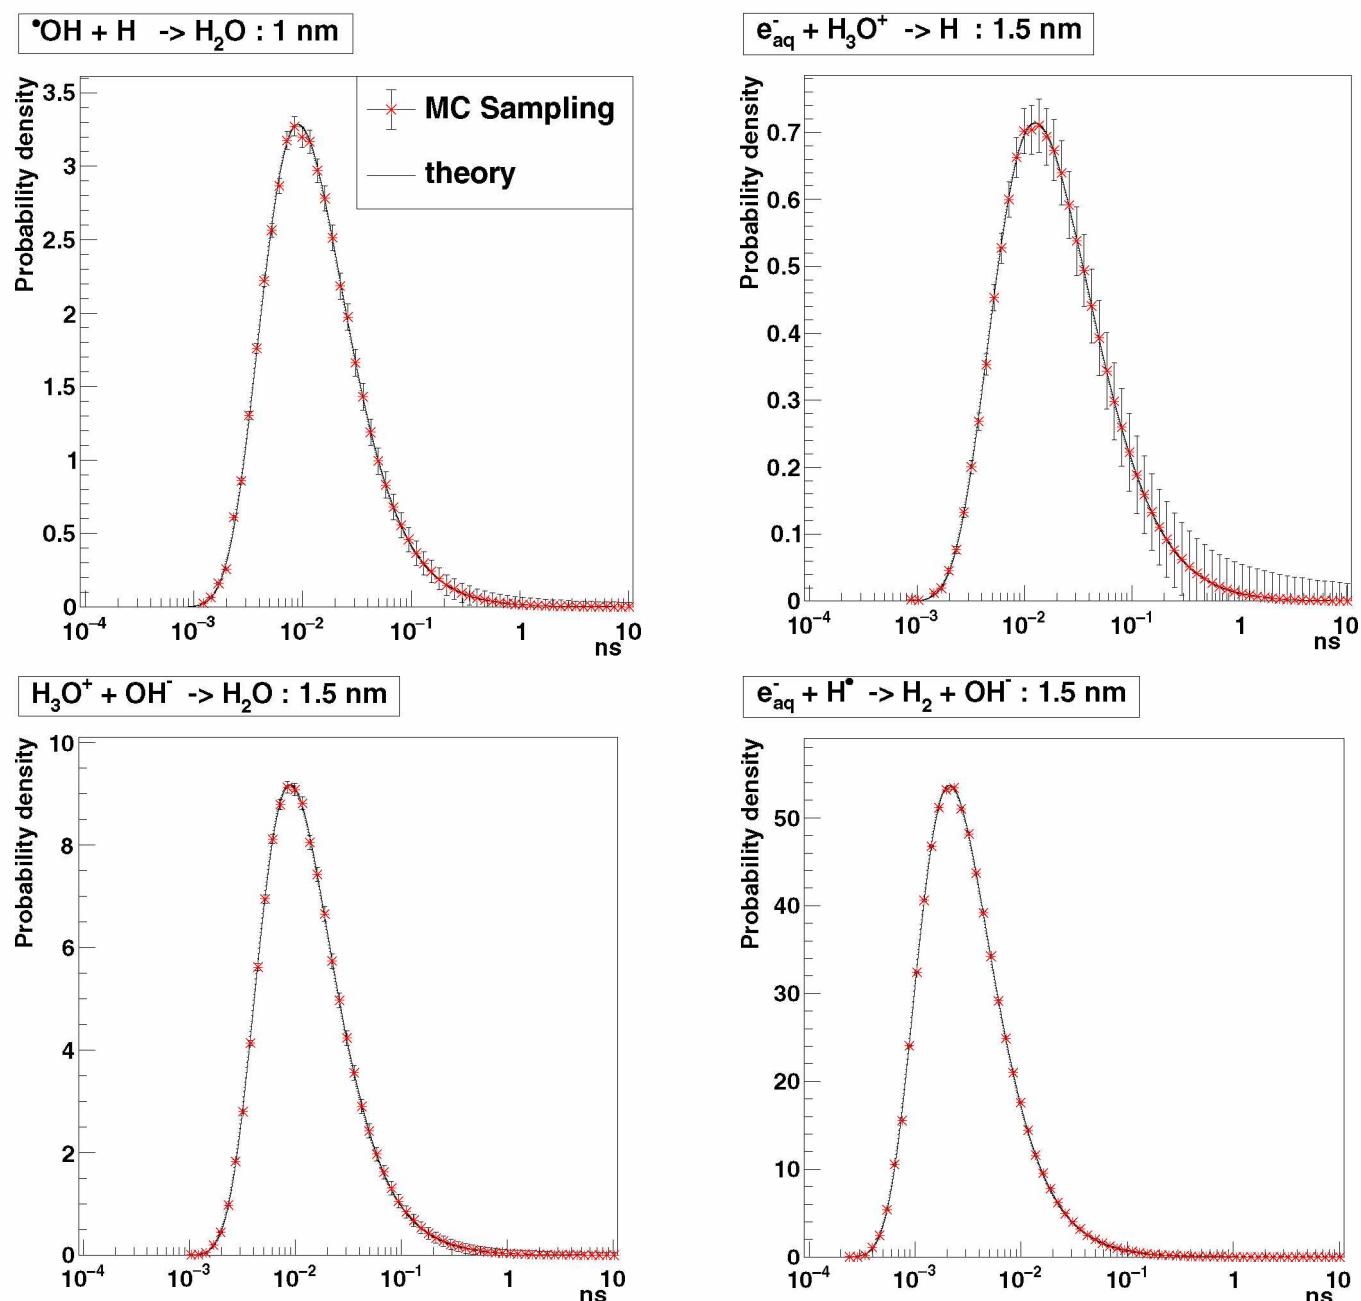 •OH + H -> H₂O : 1 nm
Probability density
3.5
3
2.5
2
1.5
1
0.5
0
MC Sampling
theory
10⁻⁴ 10⁻³ 10⁻² 10⁻¹ 1 10
ns
e⁻aq + H₃O⁺ -> H : 1.5 nm
Probability density
0.7
0.6
0.5
0.4
0.3
0.2
0.1
0
10⁻⁴ 10⁻³ 10⁻² 10⁻¹ 1 10
ns
H₃O⁺ + OH⁻ -> H₂O : 1.5 nm
Probability density
10
8
6
4
2
0
10⁻⁴ 10⁻³ 10⁻² 10⁻¹ 1 10
ns
e⁻aq + H• -> H₂ + OH⁻ : 1.5 nm
Probability density
50
40
30
20
10
0
10⁻⁴ 10⁻³ 10⁻² 10⁻¹ 1 10
ns